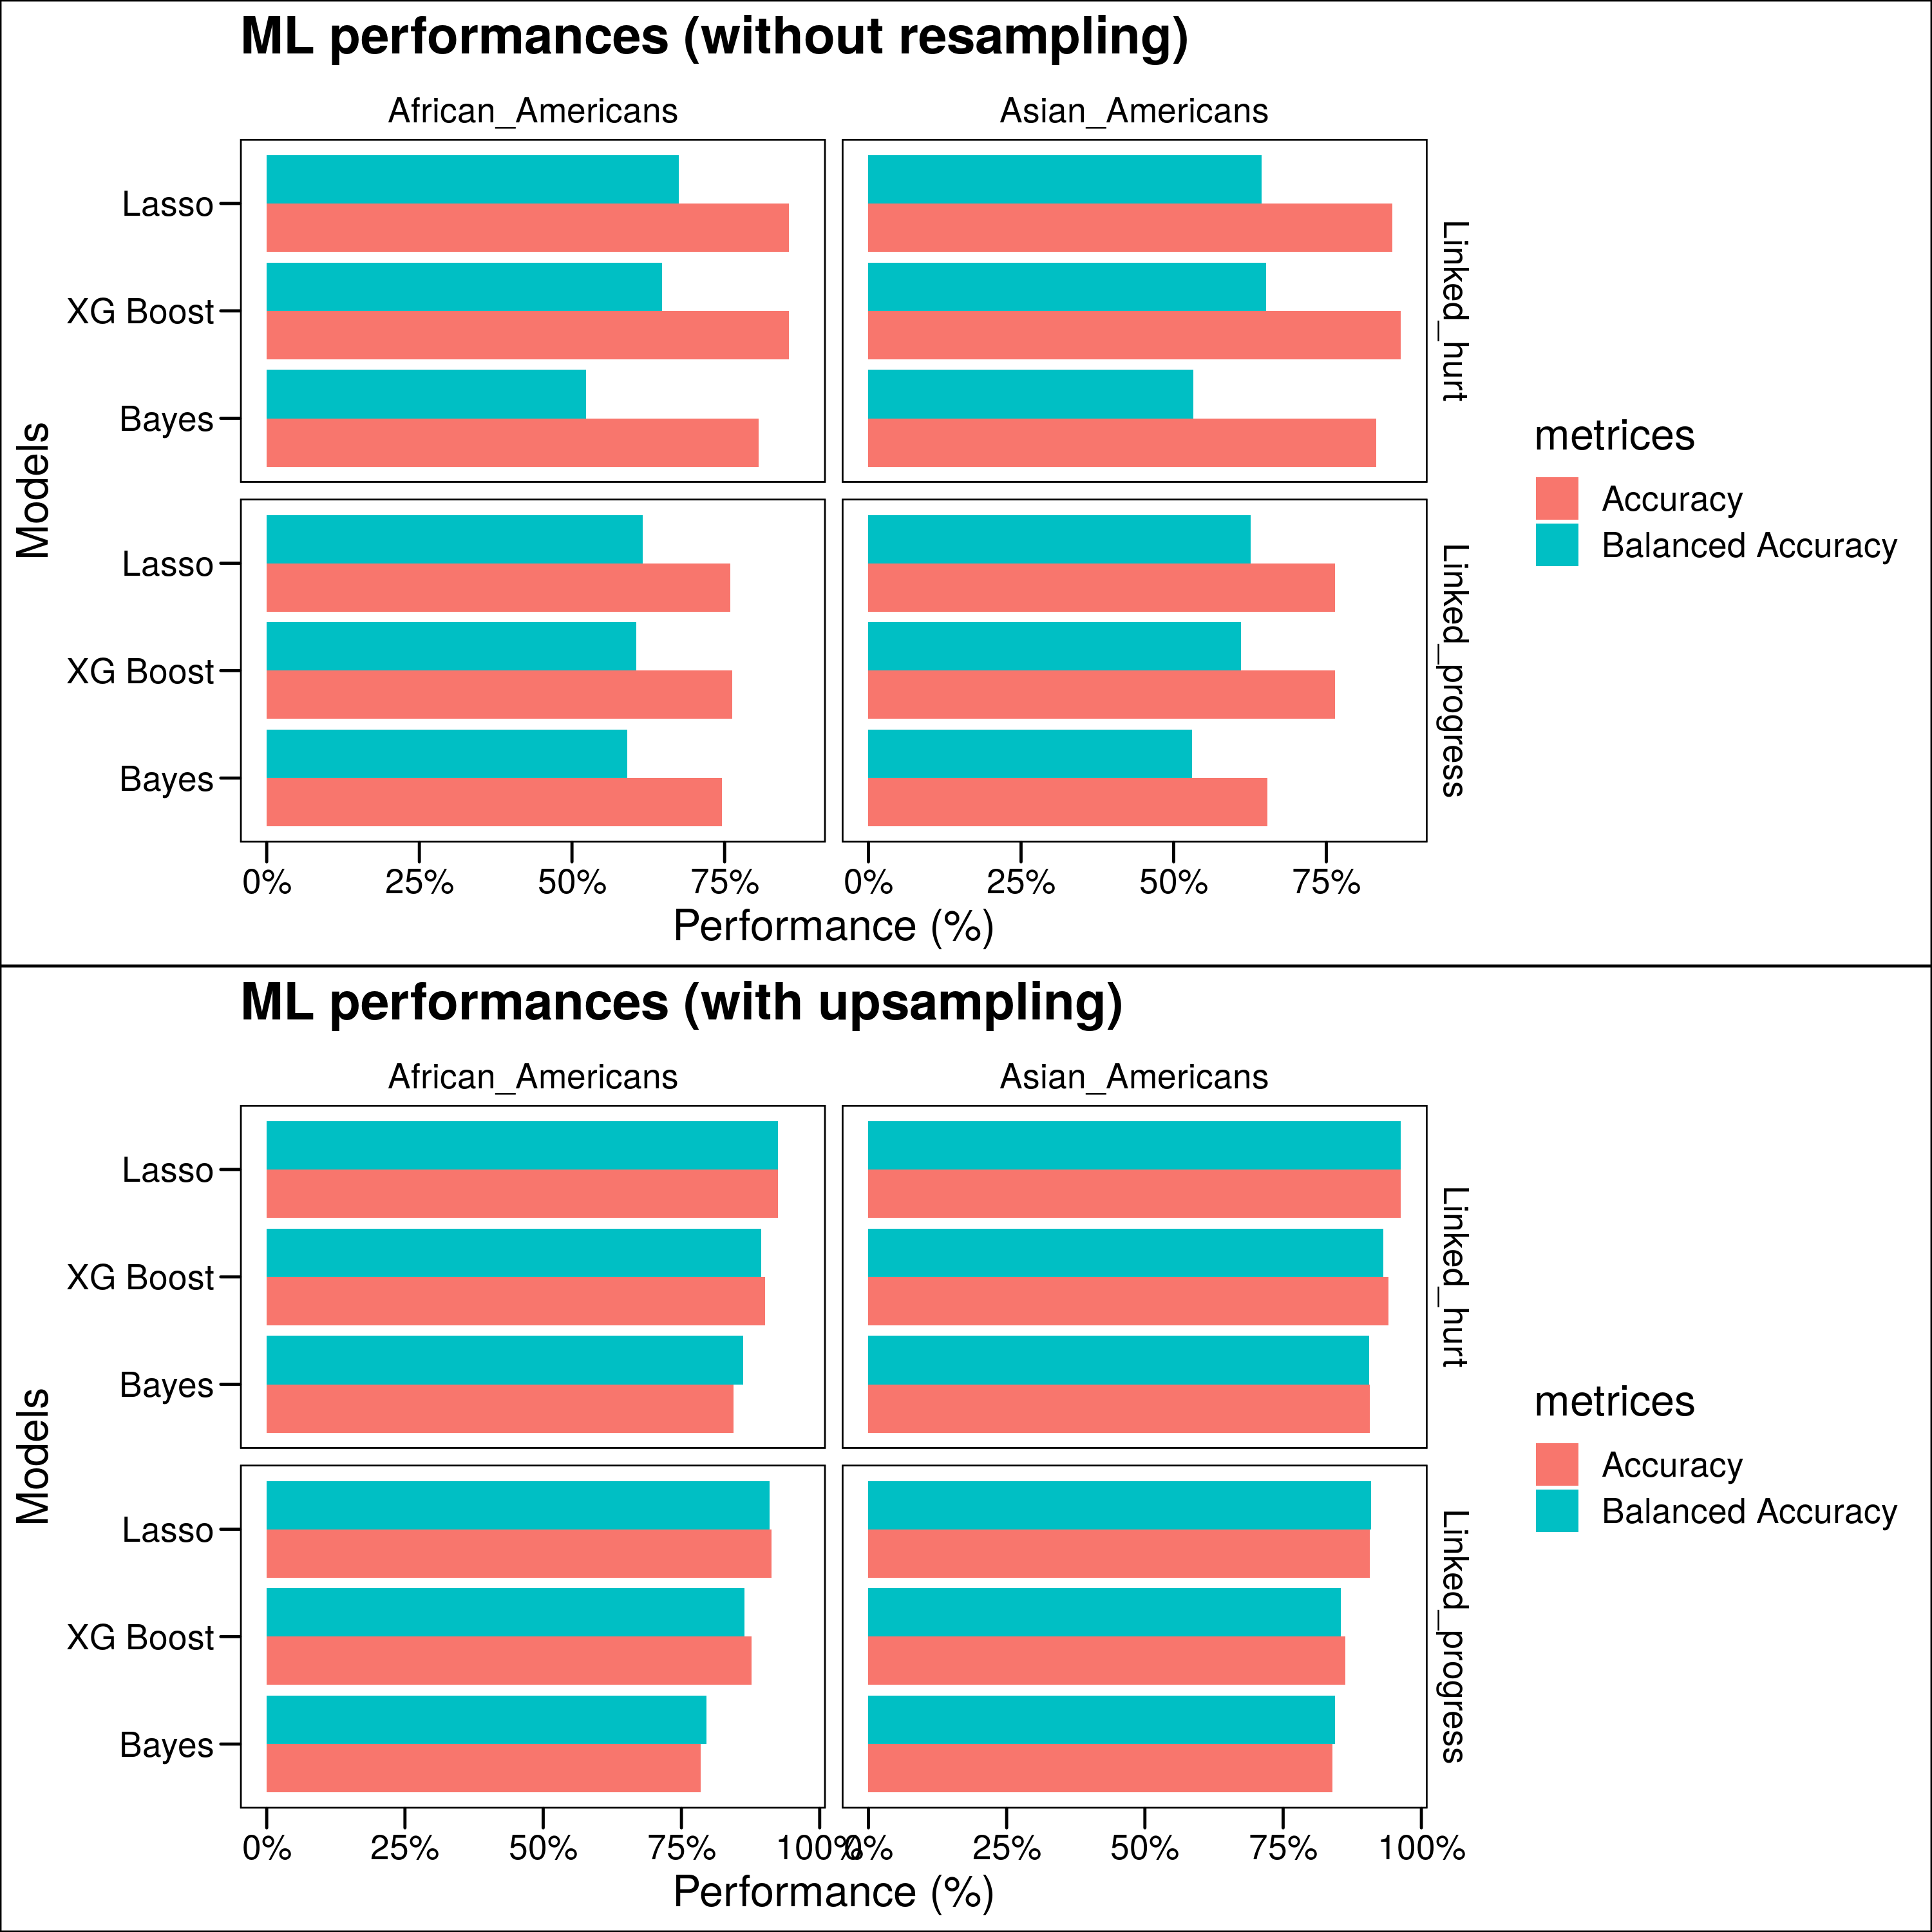 ML performances (without resampling)
African_Americans
Asian_Americans
Models
Lasso
XG Boost
Bayes
Linked_hurt
Lasso
XG Boost
Bayes
Linked_progress
0% 25% 50% 75%
0% 25% 50% 75%
Performance (%)
metrices
Accuracy
Balanced Accuracy
ML performances (with upsampling)
African_Americans
Asian_Americans
Models
Lasso
XG Boost
Bayes
Linked_hurt
Lasso
XG Boost
Bayes
Linked_progress
0% 25% 50% 75% 100%
0% 25% 50% 75% 100%
Performance (%)
metrices
Accuracy
Balanced Accuracy